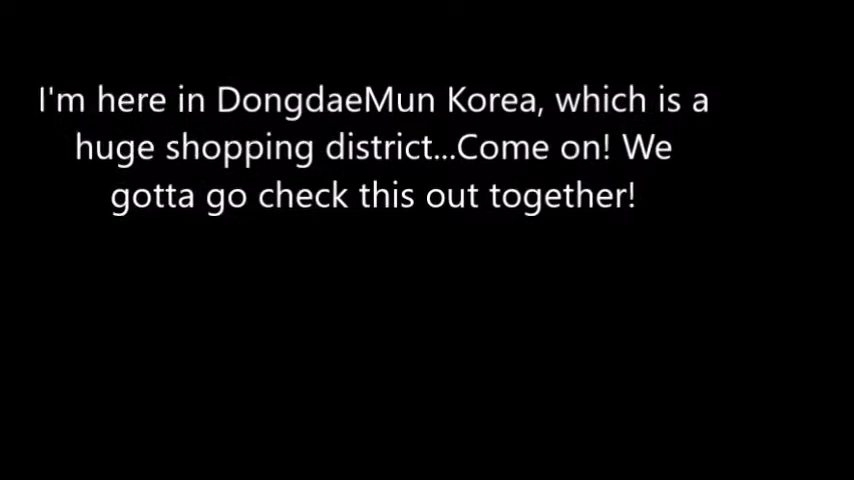 I'm here in DongdaeMun Korea, which is a
huge shopping district...Come on! We
gotta go check this out together!